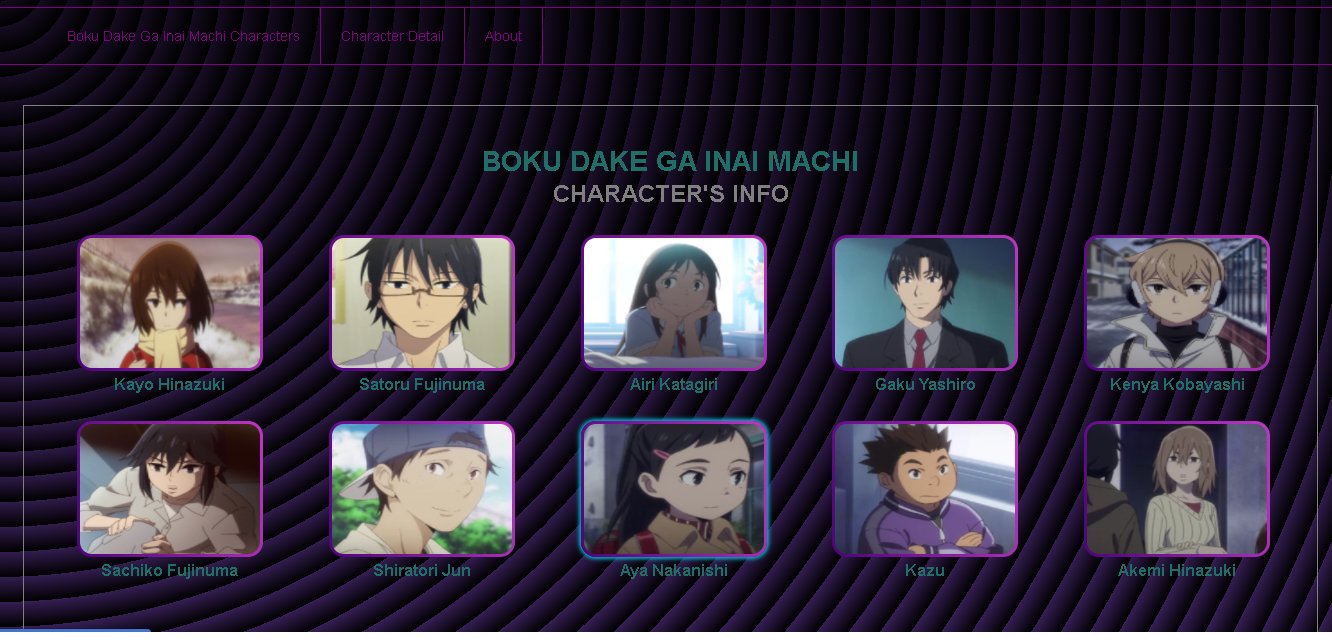 Boku Dake Ga Inai Machi Characters Character Detail About
BOKU DAKE GA INAI MACHI
CHARACTER'S INFO
Kayo Hinazuki Satoru Fujinuma Airi Katagiri Gaku Yashiro Kenya Kobayashi
Sachiko Fujinuma Shiratori Jun Aya Nakanishi Kazu Akemi Hinazuki